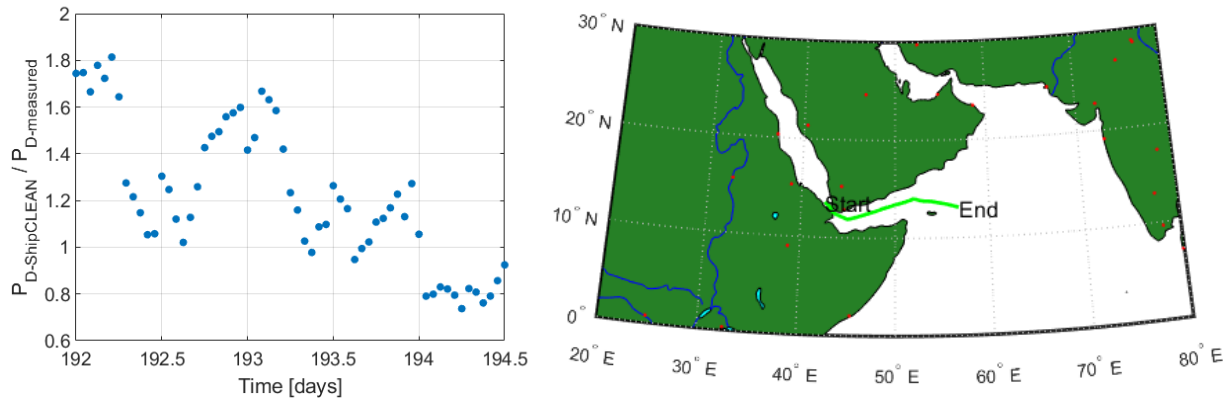 2
1.8
1.6
1.4
1.2
1
0.8
0.6
P_D-ShipCLEAN / P_D-measured
192
192.5
193
193.5
194
194.5
Time [days]
30° N
20° N
10° N
0°
20° E
30° E
40° E
50° E
60° E
70° E
80° E
Start
End